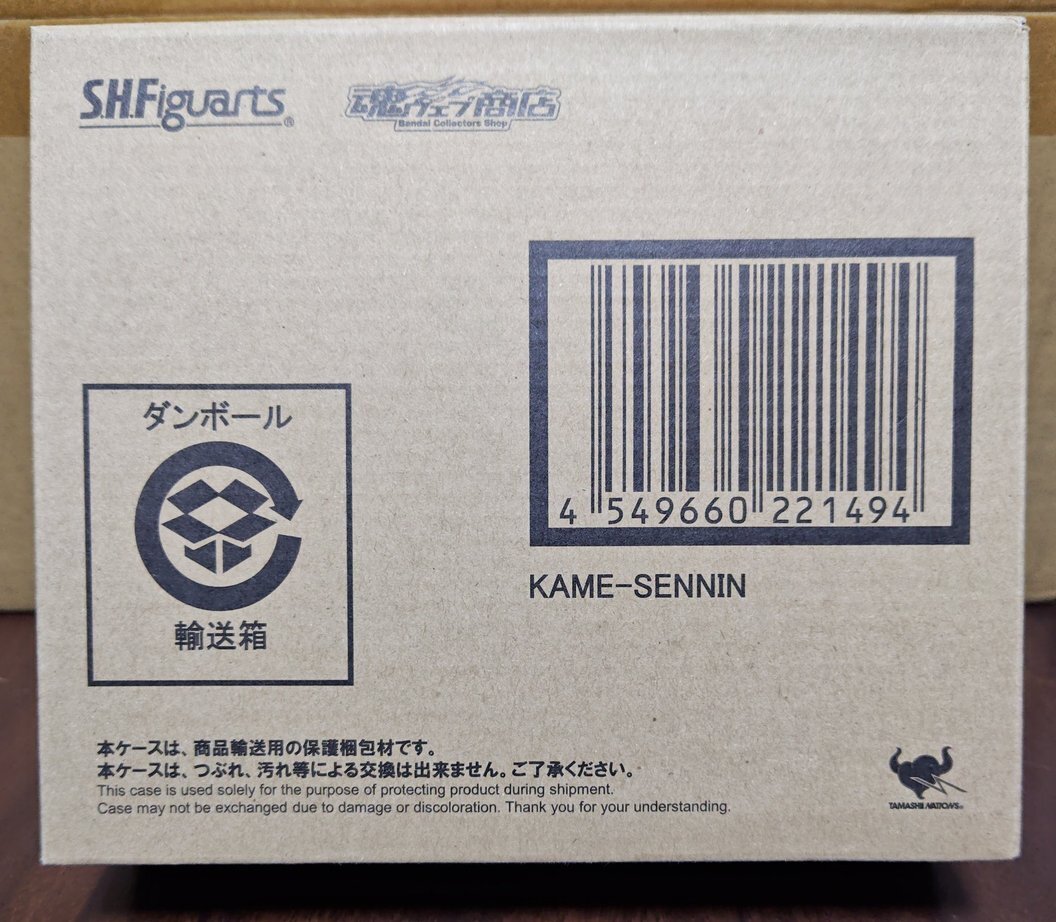 S.H.Figuarts®
魂ウェブ商店
Bandai Collectors Shop
4 549660 221494
KAME-SENNIN
ダンボール
輸送箱
本ケースは、商品輸送用の保護梱包材です。
本ケースは、つぶれ、汚れ等による交換は出来ません。ご了承ください。
This case is used solely for the purpose of protecting product during shipment.
Case may not be exchanged due to damage or discoloration. Thank you for your understanding.
TAMASHII NATIONS®